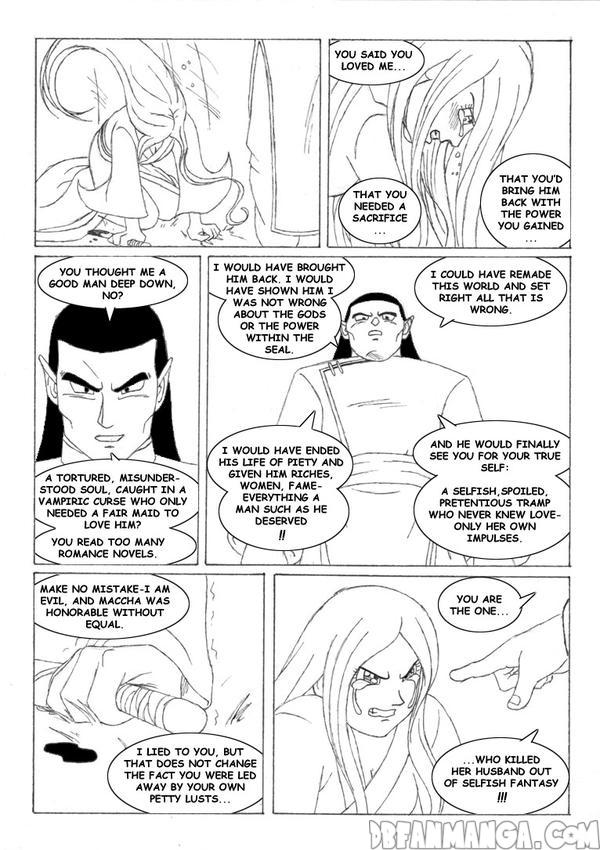 YOU SAID YOU
LOVED ME...
THAT YOU
NEEDED A
SACRIFICE
...
THAT YOU'D
BRING HIM
BACK WITH
THE POWER
YOU GAINED
...
YOU THOUGHT ME A
GOOD MAN DEEP DOWN,
NO?
A TORTURED, MISUNDER-
STOOD SOUL, CAUGHT IN A
VAMPIRIC CURSE WHO ONLY
NEEDED A FAIR MAID TO
LOVE HIM?
YOU READ TOO MANY
ROMANCE NOVELS.
I WOULD HAVE BROUGHT
HIM BACK. I WOULD
HAVE SHOWN HIM I
WAS NOT WRONG
ABOUT THE GODS
OR THE POWER
WITHIN THE
SEAL.
I COULD HAVE REMADE
THIS WORLD AND SET
RIGHT ALL THAT IS
WRONG.
I WOULD HAVE ENDED
HIS LIFE OF PIETY AND
GIVEN HIM RICHES,
WOMEN, FAME-
EVERYTHING A
MAN SUCH AS HE
DESERVED
!!
AND HE WOULD FINALLY
SEE YOU FOR YOUR TRUE
SELF:
A SELFISH,SPOILED,
PRETENTIOUS TRAMP
WHO NEVER KNEW LOVE-
ONLY HER OWN
IMPULSES.
MAKE NO MISTAKE-I AM
EVIL, AND MACCHA WAS
HONORABLE WITHOUT
EQUAL.
I LIED TO YOU, BUT
THAT DOES NOT CHANGE
THE FACT YOU WERE LED
AWAY BY YOUR OWN
PETTY LUSTS...
YOU ARE
THE ONE...
...WHO KILLED
HER HUSBAND OUT
OF SELFISH FANTASY
!!!
DBFANMANGA.COM